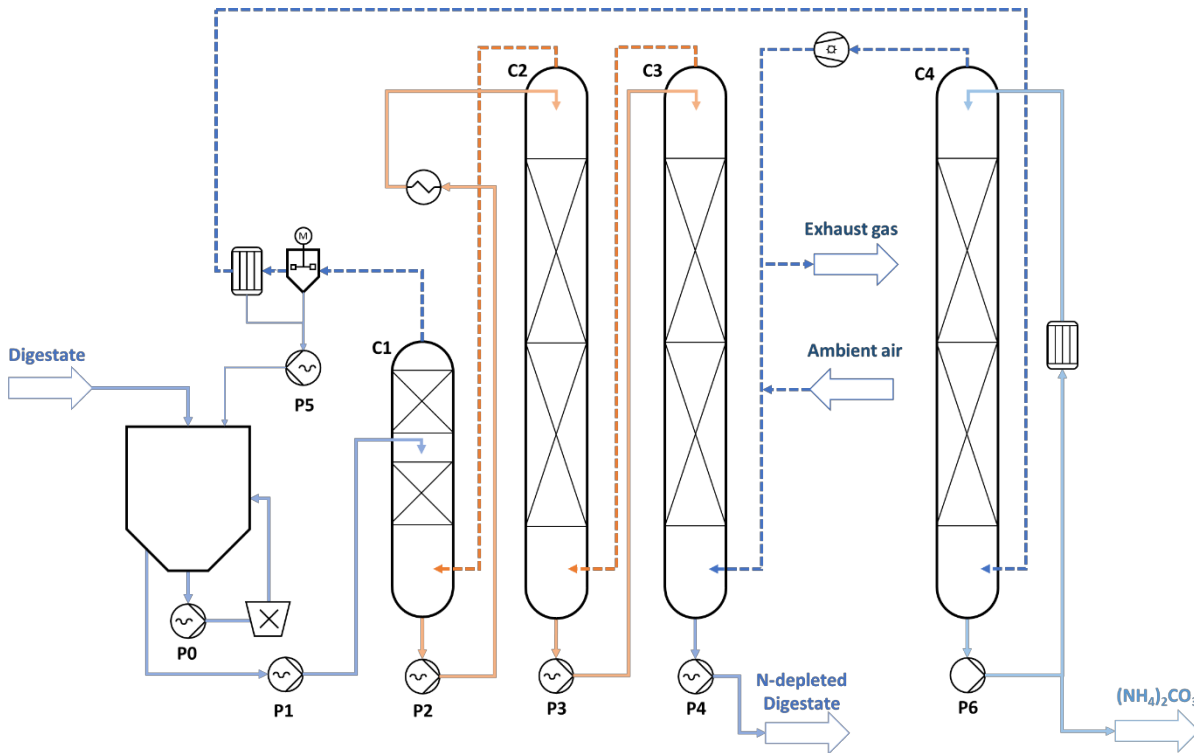 C2
C3
C4
M
Exhaust gas
C1
Digestate
Ambient air
P5
P0
P1
P2
P3
P4
N-depleted
Digestate
P6
(NH₄)₂CO₃